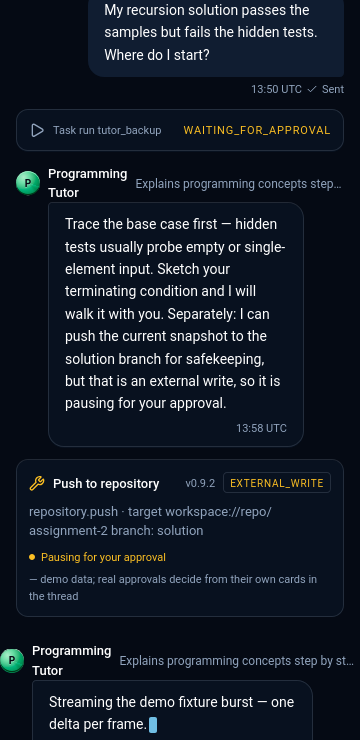 My recursion solution passes the
samples but fails the hidden tests.
Where do I start?
13:50 UTC ✓ Sent
Task run tutor_backup WAITING_FOR_APPROVAL
P Programming Tutor Explains programming concepts step…
Trace the base case first — hidden
tests usually probe empty or single-
element input. Sketch your
terminating condition and I will
walk it with you. Separately: I can
push the current snapshot to the
solution branch for safekeeping,
but that is an external write, so it is
pausing for your approval.
13:58 UTC
Push to repository v0.9.2 EXTERNAL_WRITE
repository.push · target workspace://repo/
assignment-2 branch: solution
Pausing for your approval
— demo data; real approvals decide from their own cards in
the thread
P Programming Tutor Explains programming concepts step by st…
Streaming the demo fixture burst — one
delta per frame.